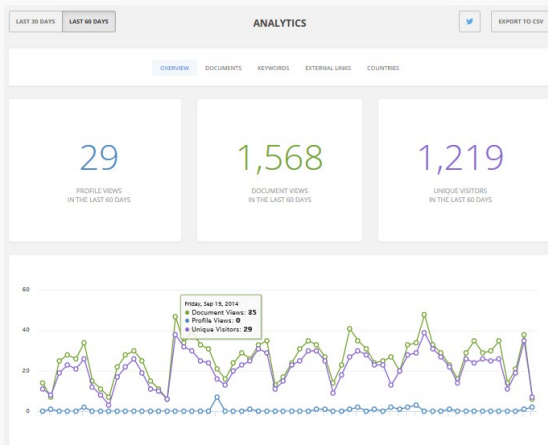 LAST 30 DAYS
LAST 60 DAYS
ANALYTICS
EXPORT TO CSV
OVERVIEW
DOCUMENTS
KEYWORDS
EXTERNAL LINKS
COUNTRIES
29
PROFILE VIEWS
IN THE LAST 60 DAYS
1,568
DOCUMENT VIEWS
IN THE LAST 60 DAYS
1,219
UNIQUE VISITORS
IN THE LAST 60 DAYS
60
40
20
0
Friday, Sep 19, 2014
Document Views: 35
Profile Views: 0
Unique Visitors: 29